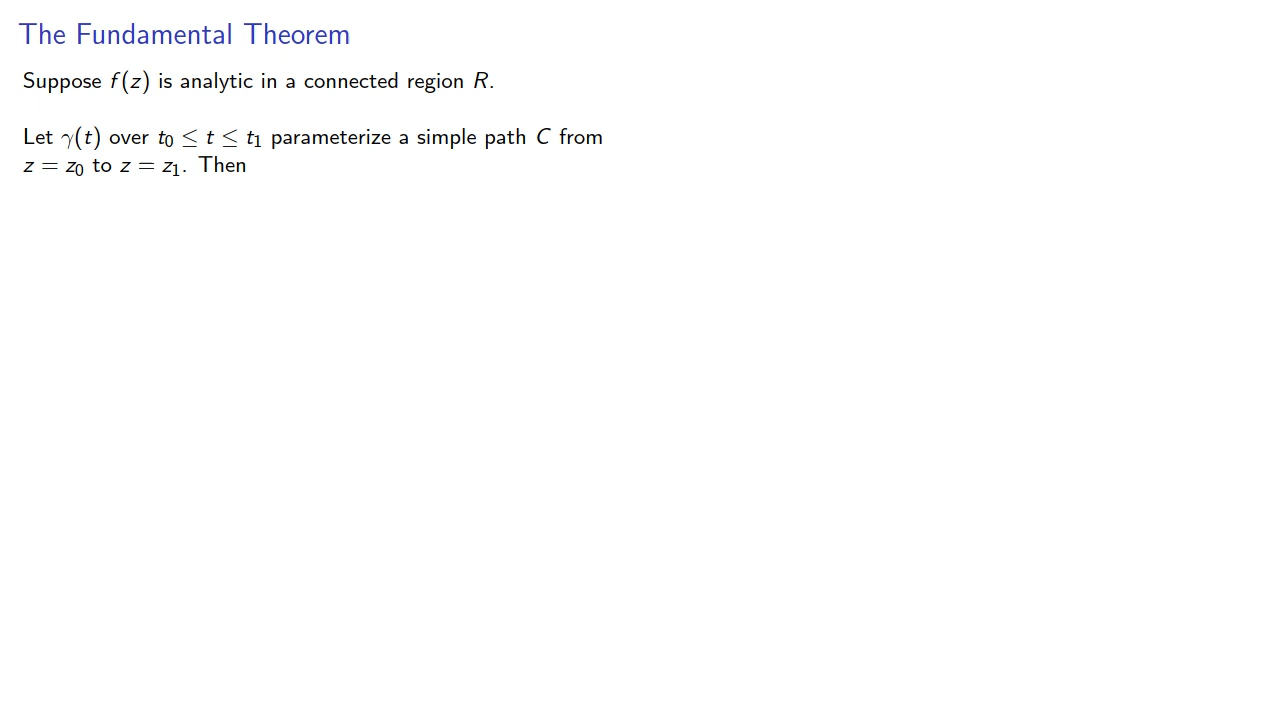 The Fundamental Theorem
Suppose f(z) is analytic in a connected region R.
Let γ(t) over t₀ ≤ t ≤ t₁ parameterize a simple path C from
z = z₀ to z = z₁. Then